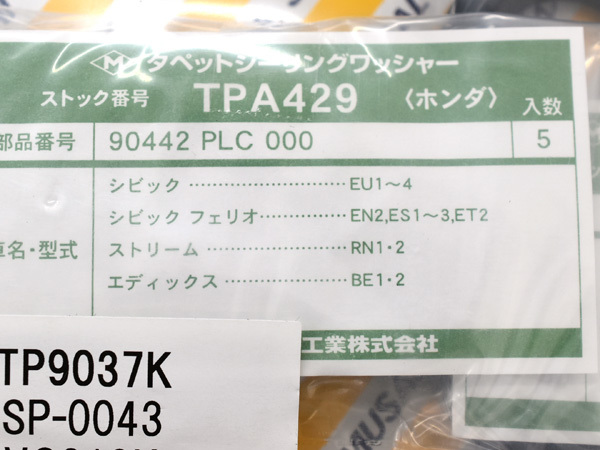 M タペットシーリングワッシャー
ストック番号 TPA429 〈ホンダ〉 入数
部品番号 90442 PLC 000 5
シビック EU1〜4
シビック フェリオ EN2,ES1〜3,ET2
車名・型式 ストリーム RN1・2
エディックス BE1・2
工業株式会社
TP9037K
SP-0043
MUS